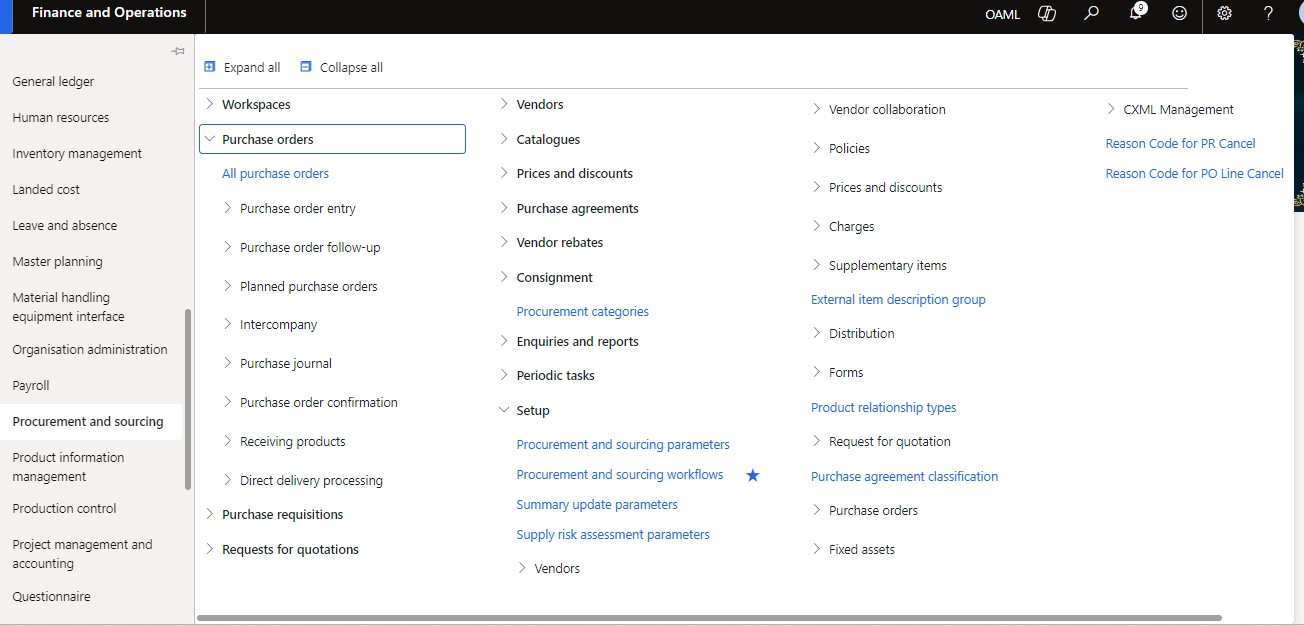 Finance and Operations
OAML
9
?
General ledger
Human resources
Inventory management
Landed cost
Leave and absence
Master planning
Material handling
equipment interface
Organisation administration
Payroll
Procurement and sourcing
Product information
management
Production control
Project management and
accounting
Questionnaire
Expand all
Collapse all
Workspaces
Purchase orders
All purchase orders
Purchase order entry
Purchase order follow-up
Planned purchase orders
Intercompany
Purchase journal
Purchase order confirmation
Receiving products
Direct delivery processing
Purchase requisitions
Requests for quotations
Vendors
Catalogues
Prices and discounts
Purchase agreements
Vendor rebates
Consignment
Procurement categories
Enquiries and reports
Periodic tasks
Setup
Procurement and sourcing parameters
Procurement and sourcing workflows
Summary update parameters
Supply risk assessment parameters
Vendors
Vendor collaboration
Policies
Prices and discounts
Charges
Supplementary items
External item description group
Distribution
Forms
Product relationship types
Request for quotation
Purchase agreement classification
Purchase orders
Fixed assets
CXML Management
Reason Code for PR Cancel
Reason Code for PO Line Cancel